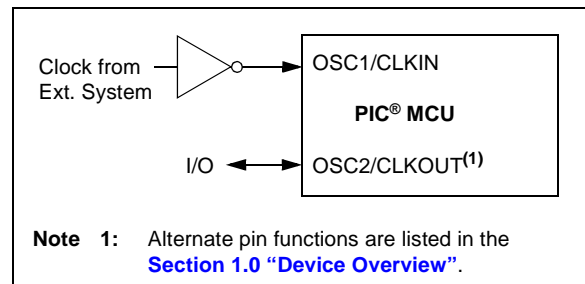 Clock from
Ext. System
OSC1/CLKIN
PIC® MCU
I/O
OSC2/CLKOUT(1)
Note 1: Alternate pin functions are listed in the
Section 1.0 “Device Overview”.